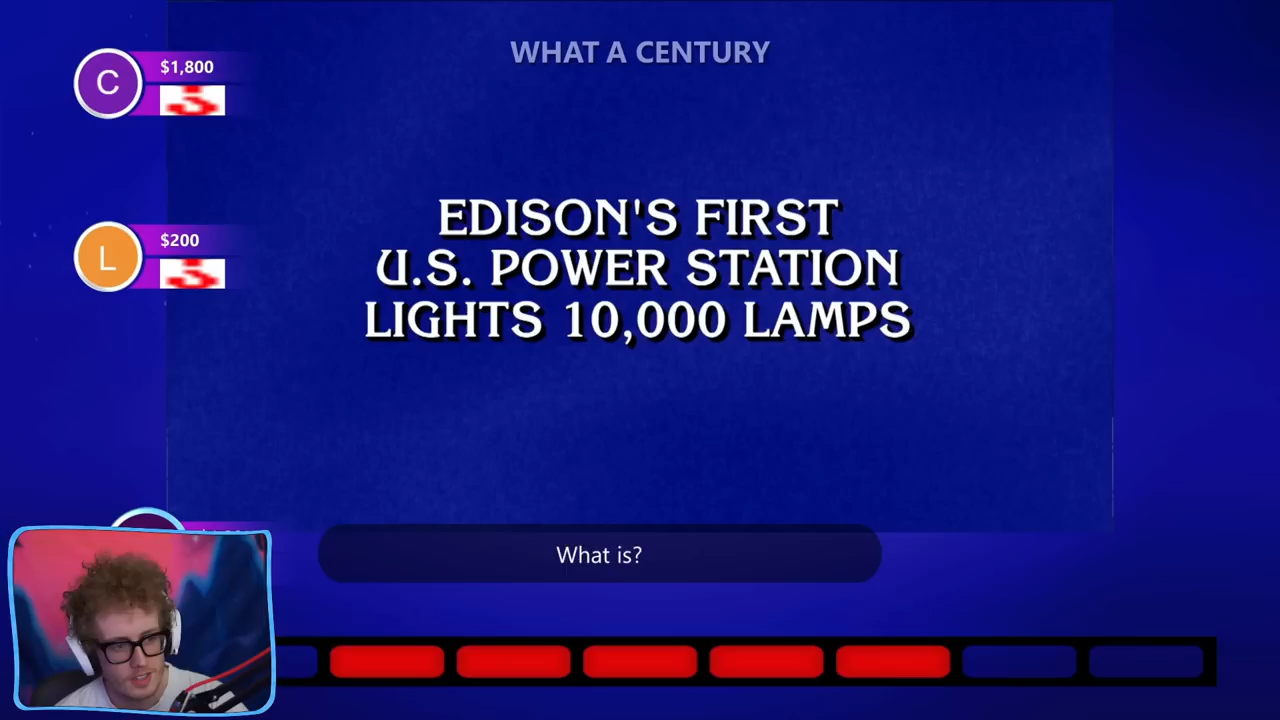 WHAT A CENTURY
C
$1,800
L
$200
EDISON'S FIRST
U.S. POWER STATION
LIGHTS 10,000 LAMPS
What is?